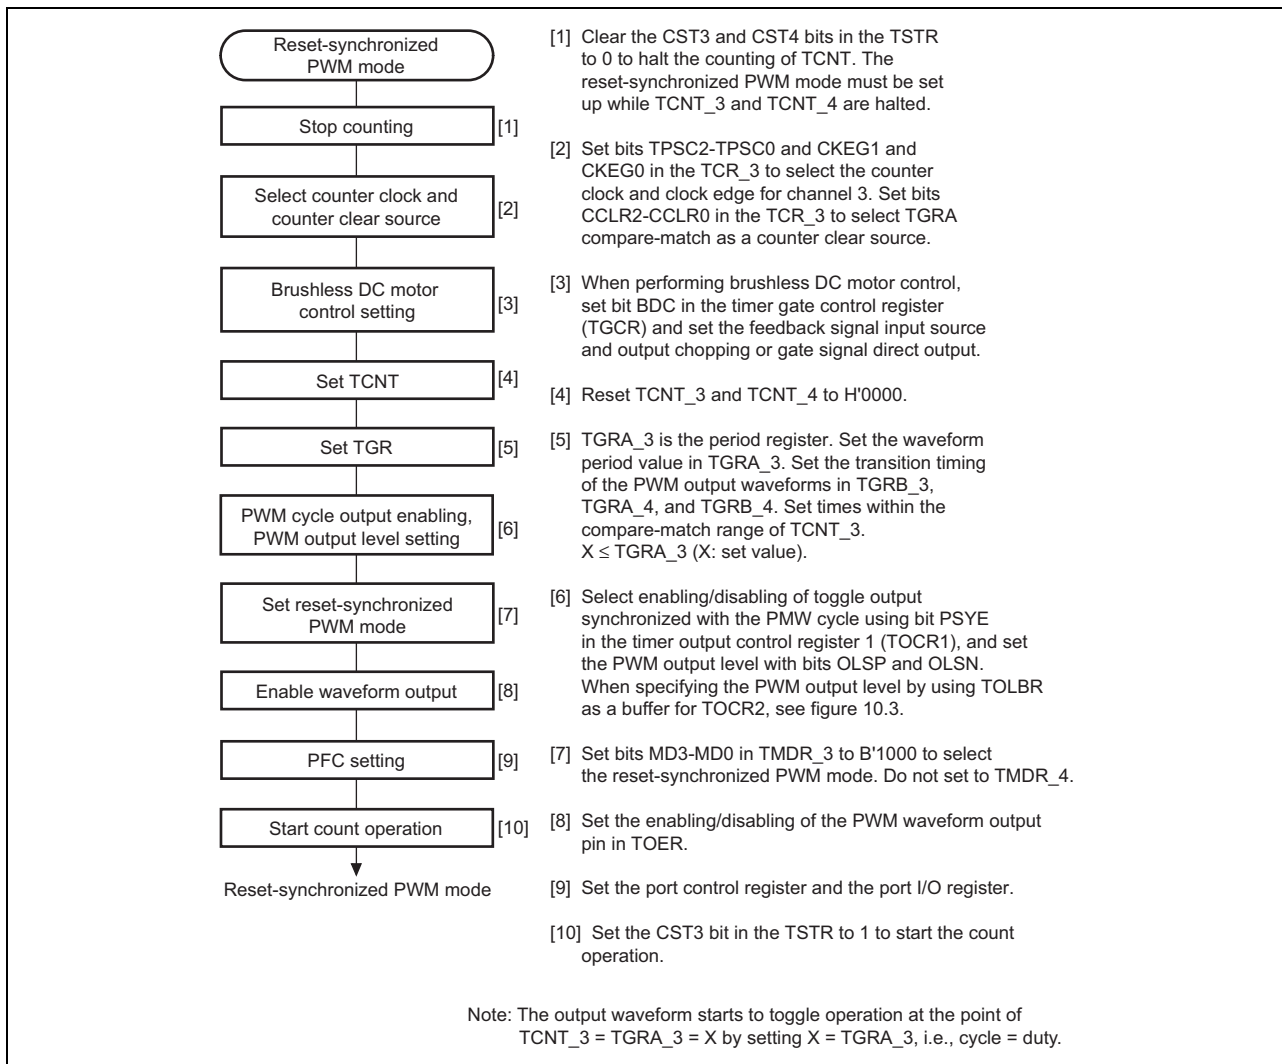 Reset-synchronized
PWM mode
Stop counting
[1]
Select counter clock and
counter clear source
[2]
Brushless DC motor
control setting
[3]
Set TCNT
[4]
Set TGR
[5]
PWM cycle output enabling,
PWM output level setting
[6]
Set reset-synchronized
PWM mode
[7]
Enable waveform output
[8]
PFC setting
[9]
Start count operation
[10]
Reset-synchronized PWM mode
[1] Clear the CST3 and CST4 bits in the TSTR
to 0 to halt the counting of TCNT. The
reset-synchronized PWM mode must be set
up while TCNT_3 and TCNT_4 are halted.
[2] Set bits TPSC2-TPSC0 and CKEG1 and
CKEG0 in the TCR_3 to select the counter
clock and clock edge for channel 3. Set bits
CCLR2-CCLR0 in the TCR_3 to select TGRA
compare-match as a counter clear source.
[3] When performing brushless DC motor control,
set bit BDC in the timer gate control register
(TGCR) and set the feedback signal input source
and output chopping or gate signal direct output.
[4] Reset TCNT_3 and TCNT_4 to H'0000.
[5] TGRA_3 is the period register. Set the waveform
period value in TGRA_3. Set the transition timing
of the PWM output waveforms in TGRB_3,
TGRA_4, and TGRB_4. Set times within the
compare-match range of TCNT_3.
X ≤ TGRA_3 (X: set value).
[6] Select enabling/disabling of toggle output
synchronized with the PMW cycle using bit PSYE
in the timer output control register 1 (TOCR1), and set
the PWM output level with bits OLSP and OLSN.
When specifying the PWM output level by using TOLBR
as a buffer for TOCR2, see figure 10.3.
[7] Set bits MD3-MD0 in TMDR_3 to B'1000 to select
the reset-synchronized PWM mode. Do not set to TMDR_4.
[8] Set the enabling/disabling of the PWM waveform output
pin in TOER.
[9] Set the port control register and the port I/O register.
[10] Set the CST3 bit in the TSTR to 1 to start the count
operation.
Note: The output waveform starts to toggle operation at the point of
TCNT_3 = TGRA_3 = X by setting X = TGRA_3, i.e., cycle = duty.